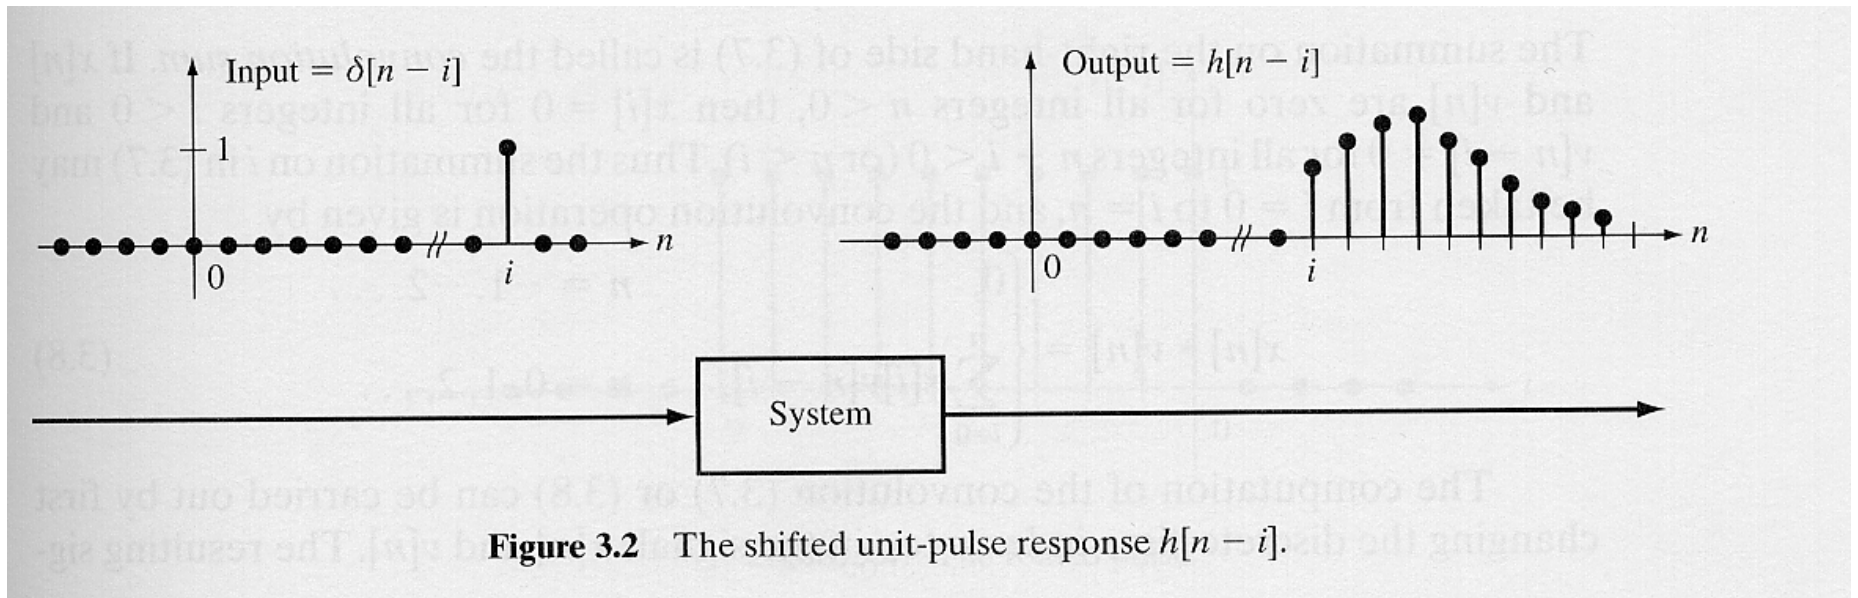 Input = δ[n − i]
1
0
i
n
Output = h[n − i]
0
i
n
System
Figure 3.2 The shifted unit-pulse response h[n − i].